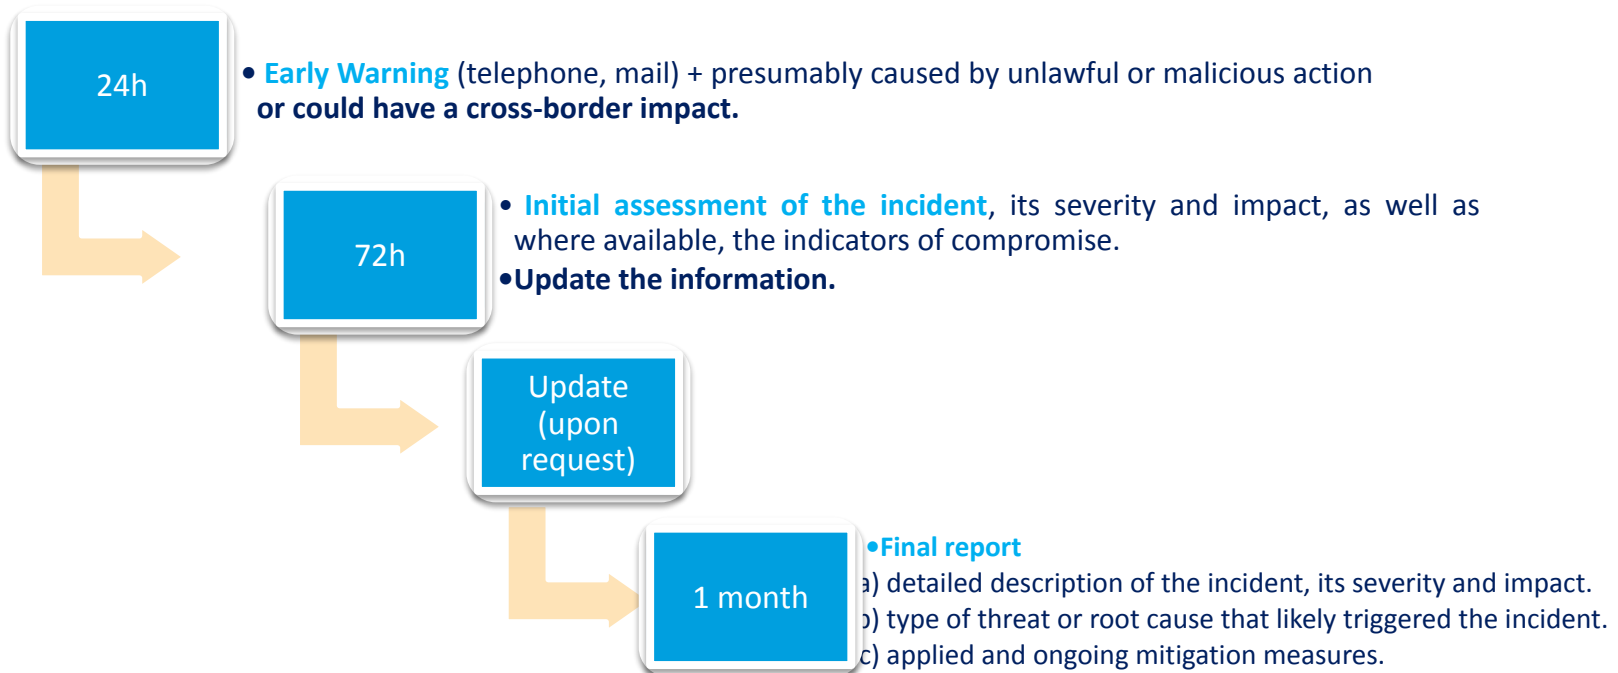 24h
• Early Warning (telephone, mail) + presumably caused by unlawful or malicious action
or could have a cross-border impact.
72h
• Initial assessment of the incident, its severity and impact, as well as
where available, the indicators of compromise.
•Update the information.
Update
(upon
request)
1 month
•Final report
a) detailed description of the incident, its severity and impact.
b) type of threat or root cause that likely triggered the incident.
c) applied and ongoing mitigation measures.